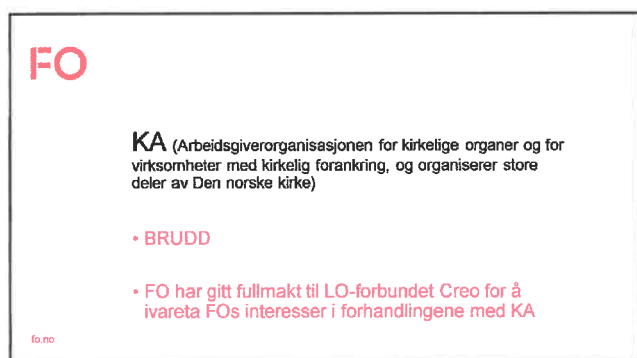 FO
KA (Arbeidsgiverorganisasjonen for kirkelige organer og for
virksomheter med kirkelig forankring, og organiserer store
deler av Den norske kirke)
• BRUDD
• FO har gitt fullmakt til LO-forbundet Creo for å
ivareta FOs interesser i forhandlingene med KA
fo.no